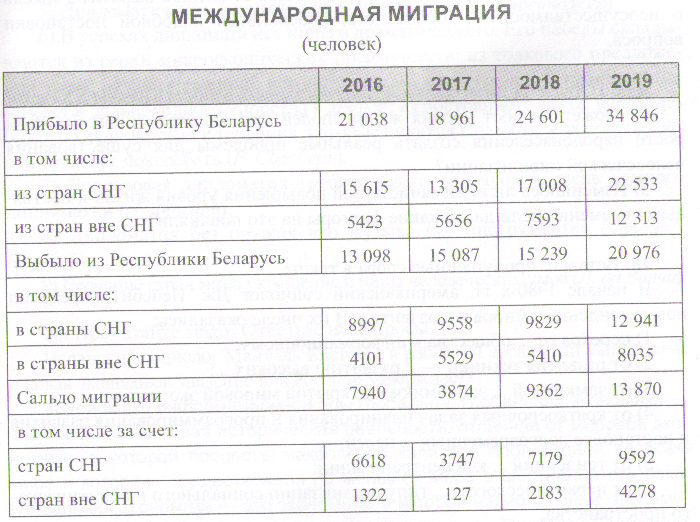 МЕЖДУНАРОДНАЯ МИГРАЦИЯ
(человек)
2016 2017 2018 2019
Прибыло в Республику Беларусь 21 038 18 961 24 601 34 846
в том числе:
из стран СНГ 15 615 13 305 17 008 22 533
из стран вне СНГ 5423 5656 7593 12 313
Выбыло из Республики Беларусь 13 098 15 087 15 239 20 976
в том числе:
в страны СНГ 8997 9558 9829 12 941
в страны вне СНГ 4101 5529 5410 8035
Сальдо миграции 7940 3874 9362 13 870
в том числе за счет:
стран СНГ 6618 3747 7179 9592
стран вне СНГ 1322 127 2183 4278